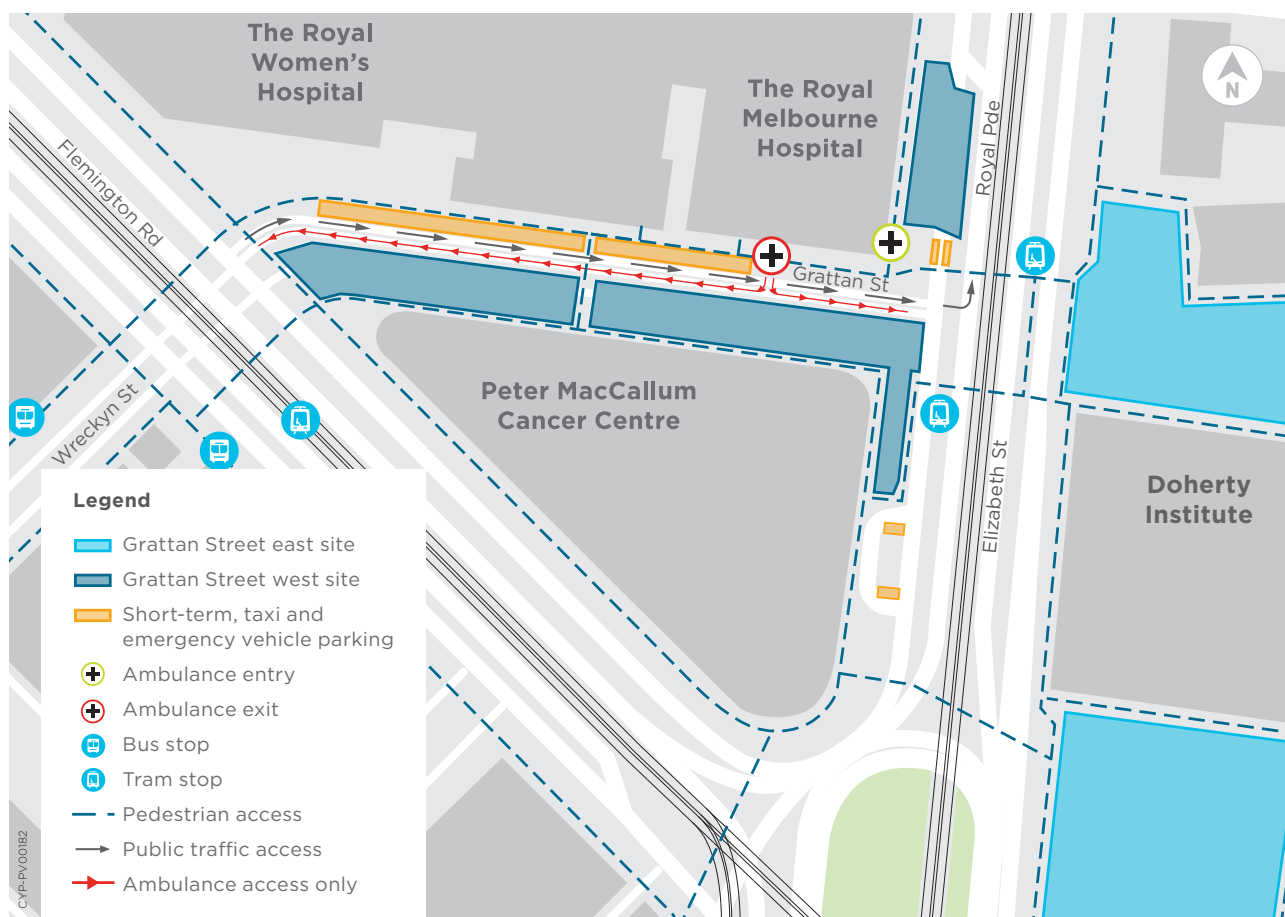 The Royal
Women's
Hospital
The Royal
Melbourne
Hospital
N
Royal Pde
Flemington Rd
Grattan St
Peter MacCallum
Cancer Centre
Wreckyn St
Elizabeth St
Doherty
Institute
Legend
Grattan Street east site
Grattan Street west site
Short-term, taxi and
emergency vehicle parking
Ambulance entry
Ambulance exit
Bus stop
Tram stop
Pedestrian access
Public traffic access
Ambulance access only
CYP-PV00182